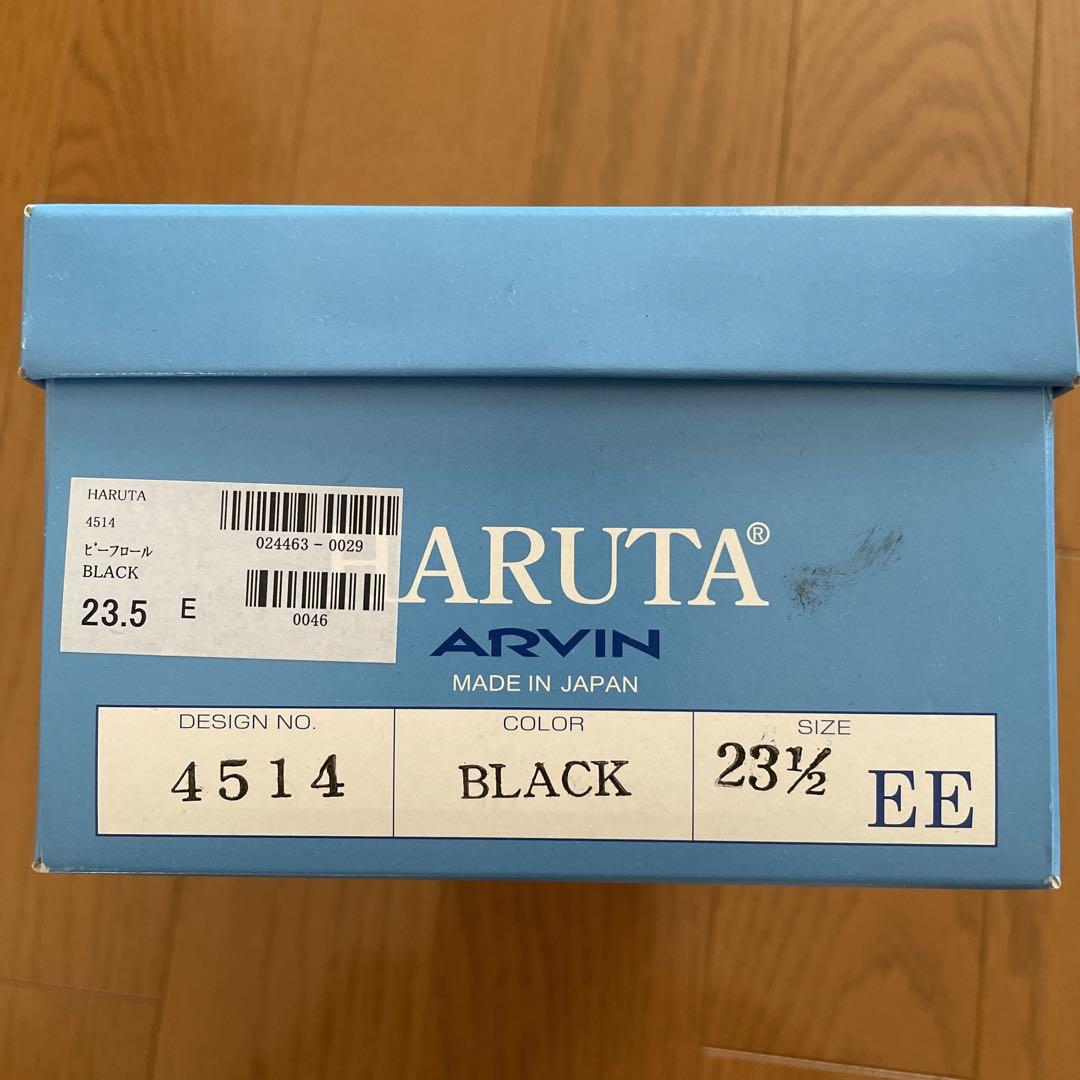 HARUTA
4514
ﾋﾞｰﾌﾛｰﾙ
BLACK
23.5 E
024463-0029
0046
HARUTA®
ARVIN
MADE IN JAPAN
DESIGN NO.
4514
COLOR
BLACK
SIZE
23½ EE